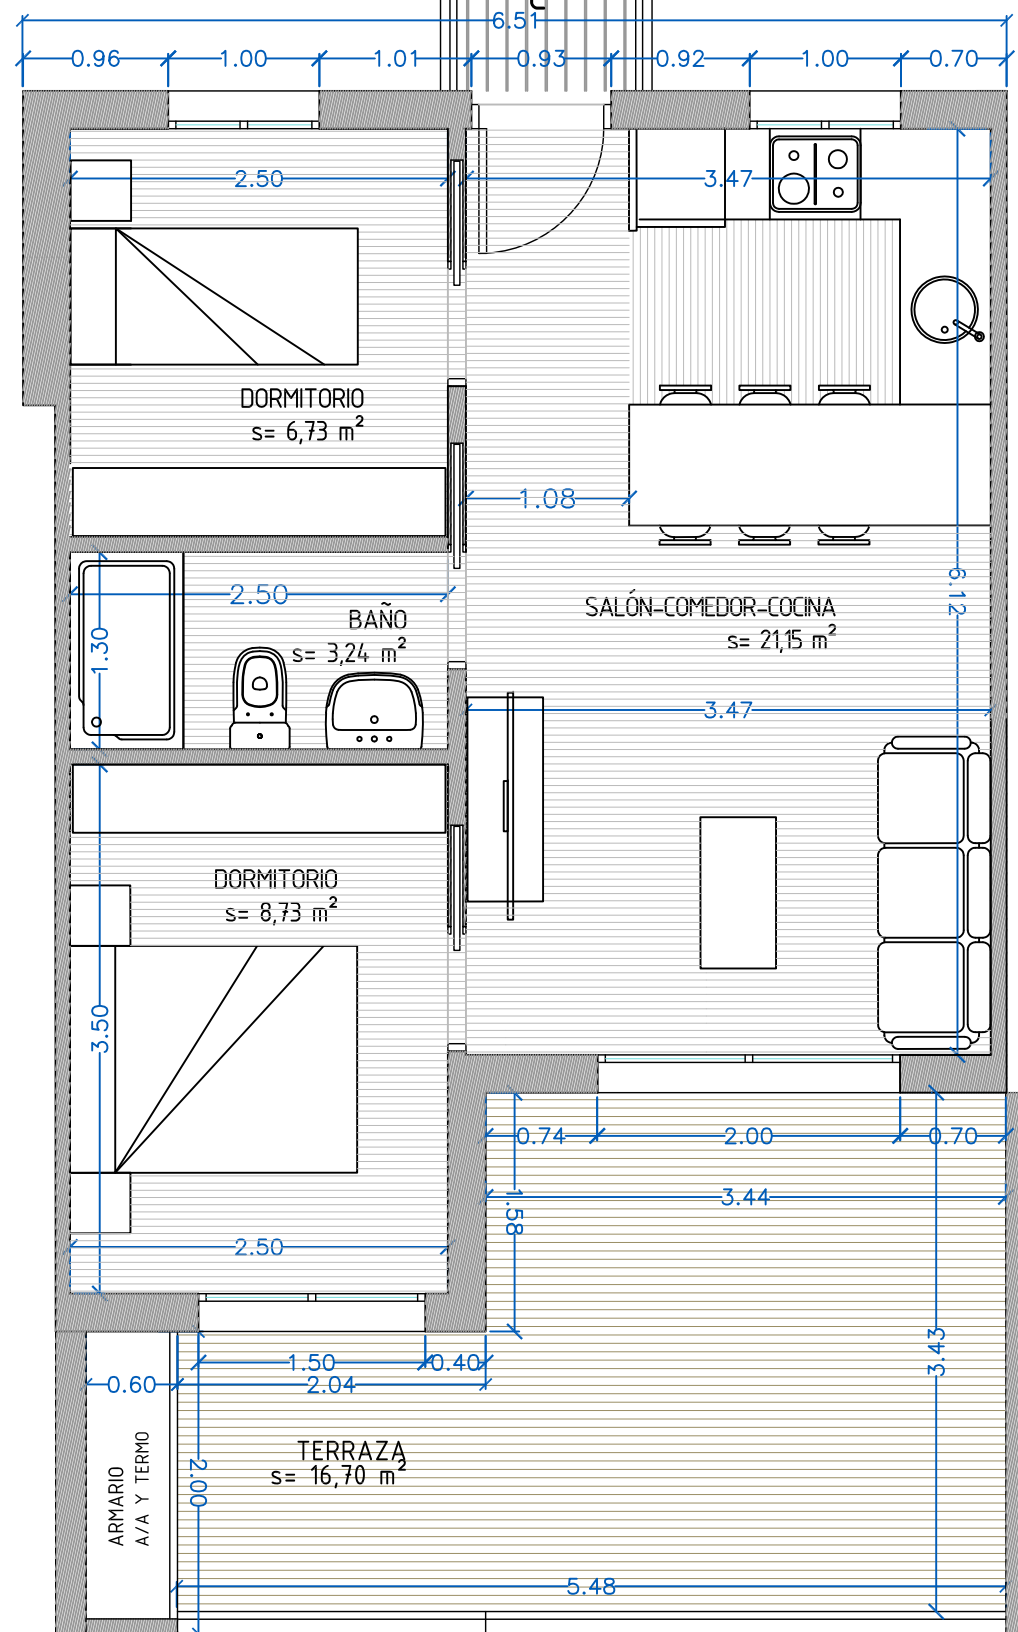 6.51
0.96 1.00 1.01 0.93 0.92 1.00 0.70
2.50 3.47
DORMITORIO
s= 6,73 m²
1.08
6.12
2.50
BAÑO
s= 3,24 m²
1.30
SALÓN-COMEDOR-COCINA
s= 21,15 m²
3.47
DORMITORIO
s= 8,73 m²
3.50
0.74 2.00 0.70
3.44
1.58
2.50
3.43
1.50 0.40
0.60 2.04
TERRAZA
s= 16,70 m²
2.00
ARMARIO
A/A Y TERMO
5.48